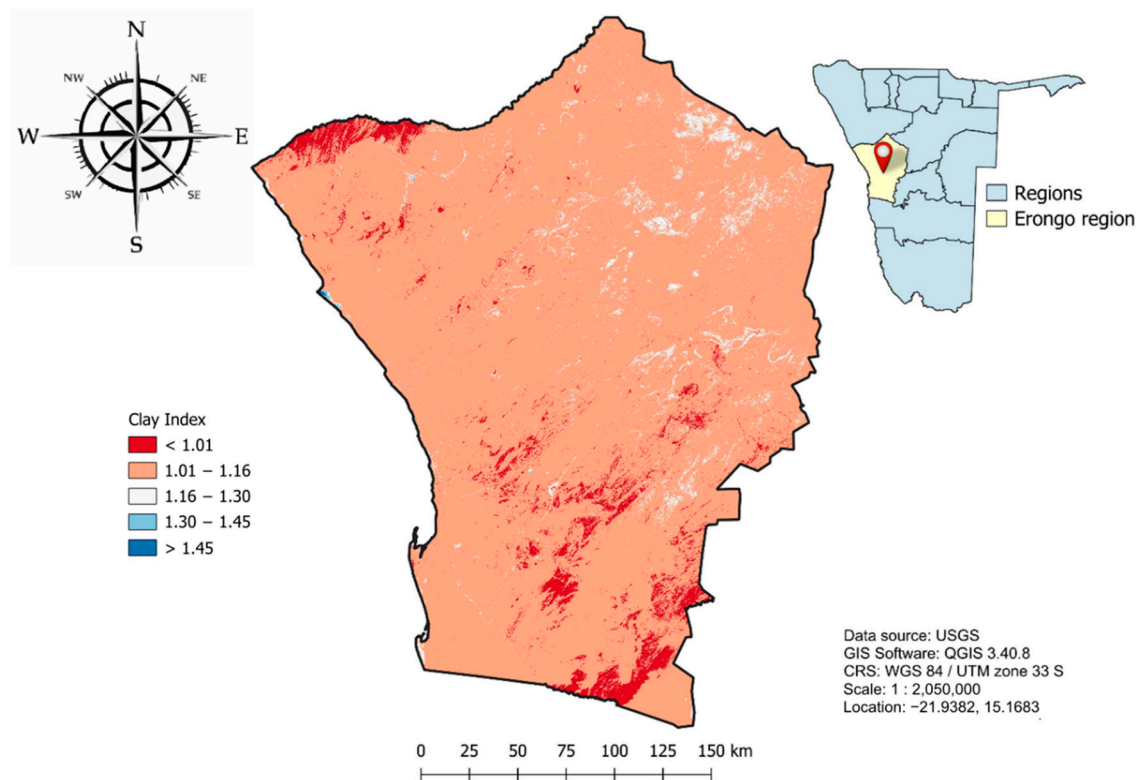 N
NW
NE
W
E
SW
SE
S
Regions
Erongo region
Clay Index
< 1.01
1.01 – 1.16
1.16 – 1.30
1.30 – 1.45
> 1.45
Data source: USGS
GIS Software: QGIS 3.40.8
CRS: WGS 84 / UTM zone 33 S
Scale: 1 : 2,050,000
Location: −21.9382, 15.1683
0 25 50 75 100 125 150 km